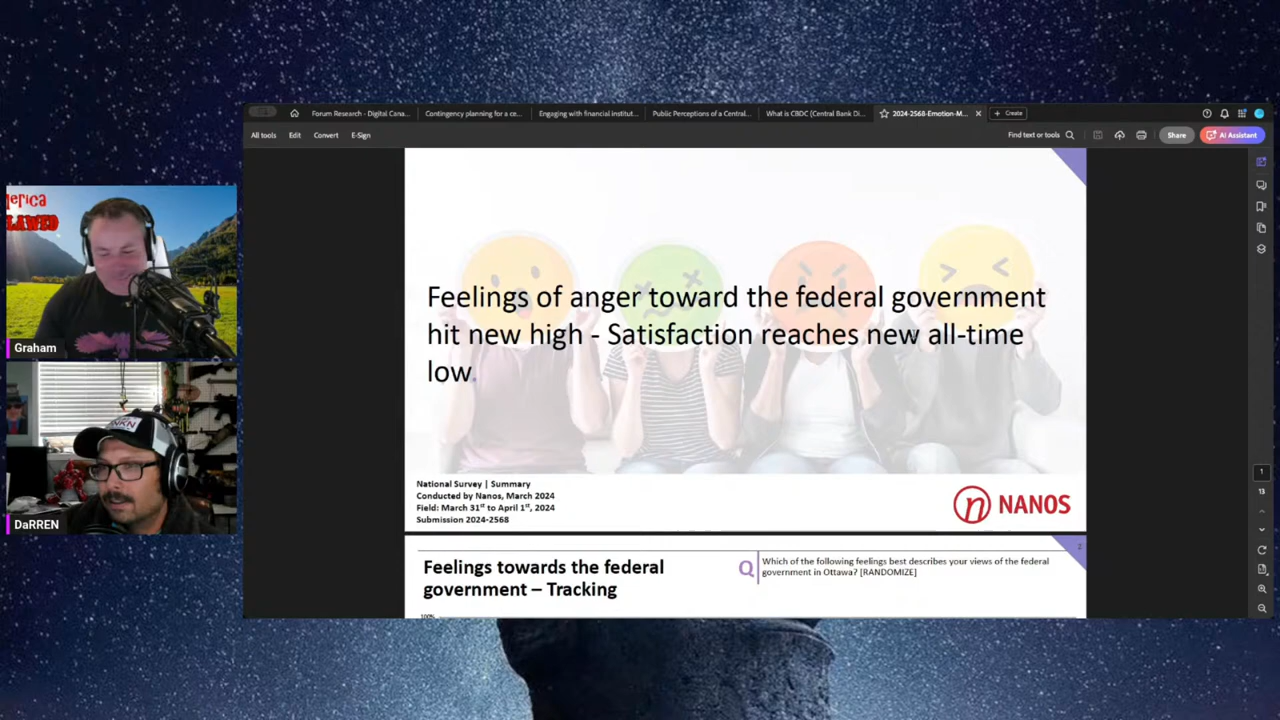 Forum Research - Digital Cana...
Contingency planning for a ce...
Engaging with financial institut...
Public Perceptions of a Central...
What is CBDC (Central Bank Di...
2024-2568-Emotion-M...
Create
All tools
Edit
Convert
E-Sign
Find text or tools
Share
AI Assistant
Feelings of anger toward the federal government
hit new high - Satisfaction reaches new all-time
low.
National Survey | Summary
Conducted by Nanos, March 2024
Field: March 31st to April 1st, 2024
Submission 2024-2568
NANOS
Feelings towards the federal
government – Tracking
Q
Which of the following feelings best describes your views of the federal
government in Ottawa? [RANDOMIZE]
2
100%
1
13
Graham
DaRREN